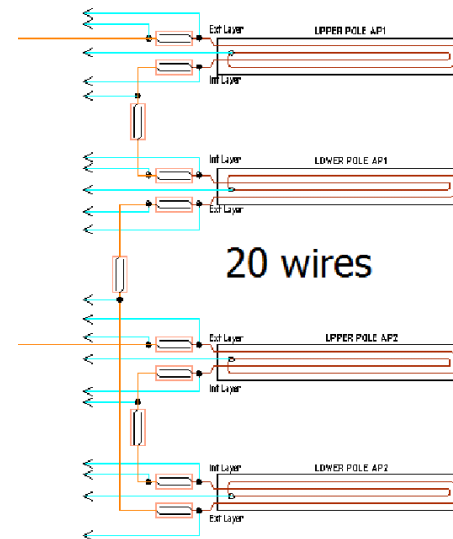 Ext Layer UPPER POLE AP1
Int Layer
Int Layer LOWER POLE AP1
Ext Layer
20 wires
Ext Layer UPPER POLE AP2
Int Layer
Int Layer LOWER POLE AP2
Ext Layer